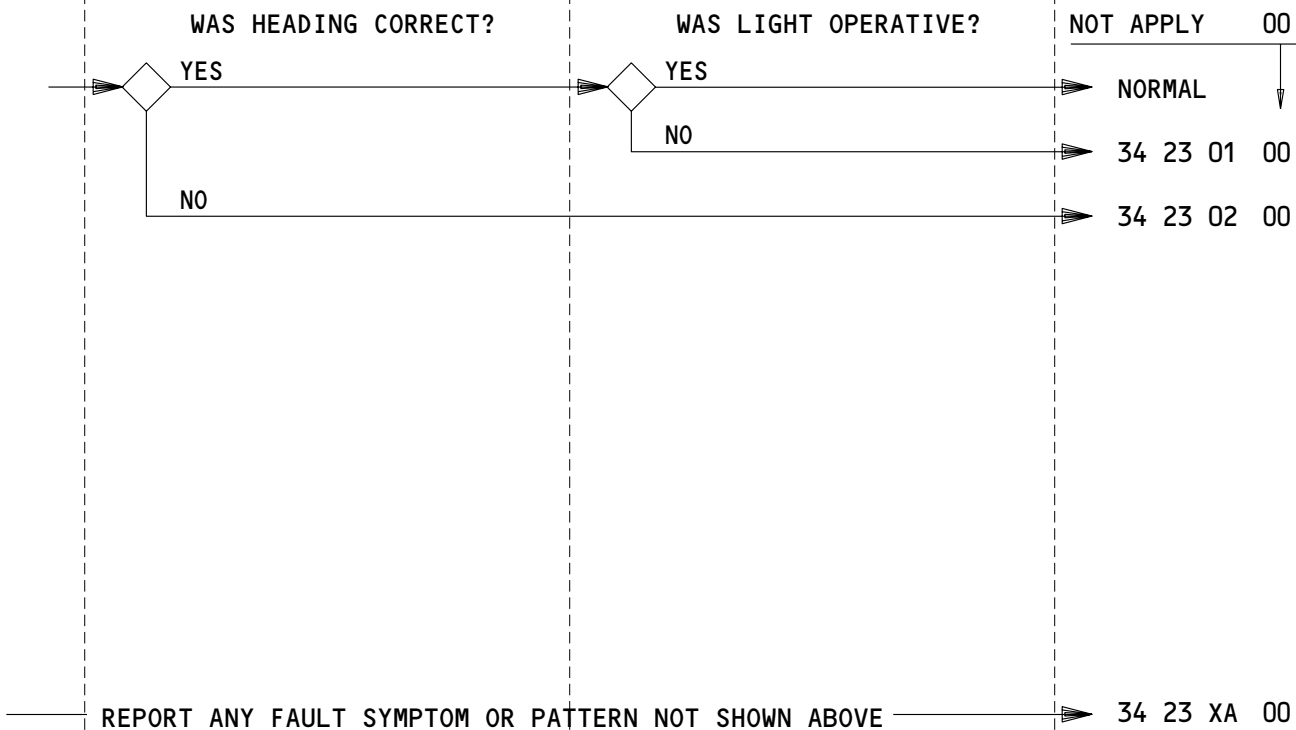 WAS HEADING CORRECT? WAS LIGHT OPERATIVE? NOT APPLY 00
YES YES NORMAL
NO 34 23 01 00
NO 34 23 02 00
REPORT ANY FAULT SYMPTOM OR PATTERN NOT SHOWN ABOVE 34 23 XA 00